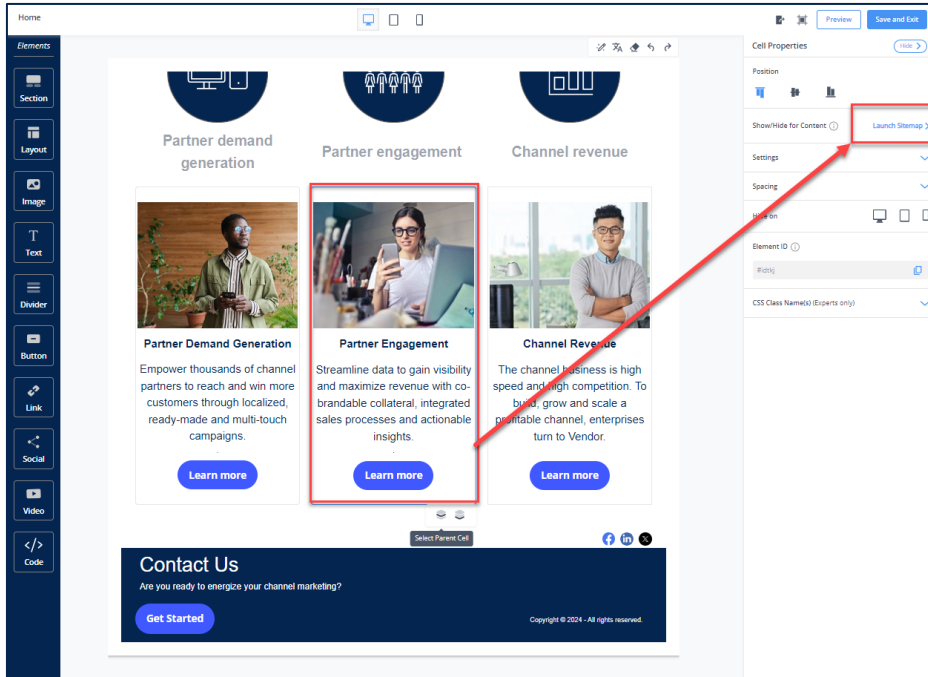 Home
Preview
Save and Exit
Elements
Section
Layout
Image
T
Text
Divider
Button
Link
Social
Video
</>
Code
Partner demand
generation
Partner engagement
Channel revenue
Partner Demand Generation
Empower thousands of channel
partners to reach and win more
customers through localized,
ready-made and multi-touch
campaigns.
.
Learn more
Partner Engagement
Streamline data to gain visibility
and maximize revenue with co-
brandable collateral, integrated
sales processes and actionable
insights.
.
Learn more
Channel Revenue
The channel business is high
speed and high competition. To
build, grow and scale a
profitable channel, enterprises
turn to Vendor.
Learn more
Select Parent Cell
Contact Us
Are you ready to energize your channel marketing?
Get Started
Copyright © 2024 - All rights reserved.
Cell Properties
Hide >
Position
Show/Hide for Content
Launch Sitemap >
Settings
Spacing
Hide on
Element ID
#idtkj
CSS Class Name(s) (Experts only)